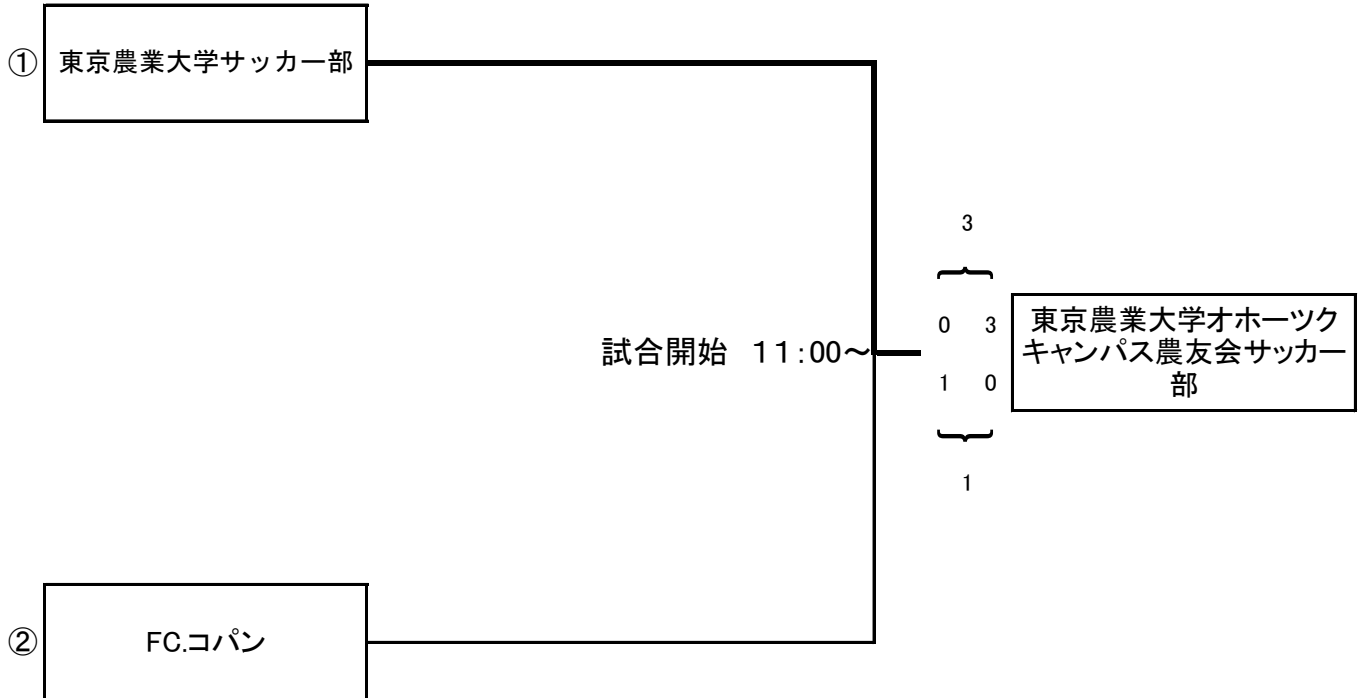 ① 東京農業大学サッカー部
3
試合開始　１１：００～
0 3
1 0
東京農業大学オホーツク
キャンパス農友会サッカー
部
1
② FC.コパン